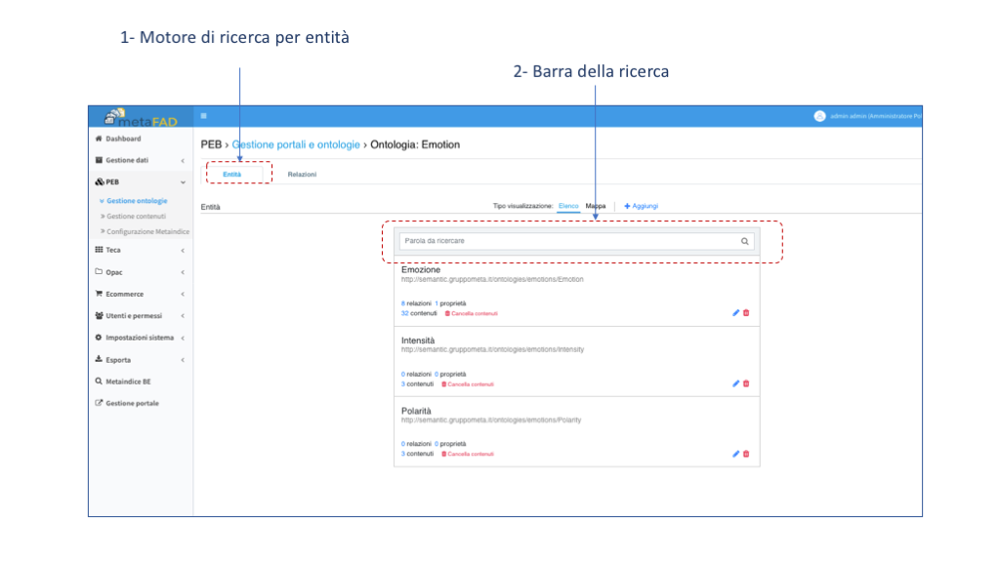 1- Motore di ricerca per entità
2- Barra della ricerca
metaFAD
admin admin (Amministratore Pol
Dashboard
Gestione dati
PEB
Gestione ontologie
Gestione contenuti
Configurazione Metaindice
Teca
Opac
Ecommerce
Utenti e permessi
Impostazioni sistema
Esporta
Metaindice BE
Gestione portale
PEB › Gestione portali e ontologie › Ontologia: Emotion
Entità Relazioni
Entità Tipo visualizzazione: Elenco Mappa + Aggiungi
Parola da ricercare
Emozione
http://semantic.gruppometa.it/ontologies/emotions/Emotion
8 relazioni 1 proprietà
32 contenuti Cancella contenuti
Intensità
http://semantic.gruppometa.it/ontologies/emotions/Intensity
0 relazioni 0 proprietà
3 contenuti Cancella contenuti
Polarità
http://semantic.gruppometa.it/ontologies/emotions/Polarity
0 relazioni 0 proprietà
3 contenuti Cancella contenuti